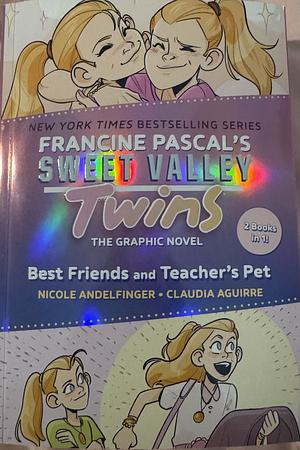 NEW YORK TIMES BESTSELLING SERIES
FRANCINE PASCAL'S
SWEET VALLEY
Twins
THE GRAPHIC NOVEL
2 Books
in 1!
Best Friends and Teacher's Pet
NICOLE ANDELFINGER • CLAUDIA AGUIRRE